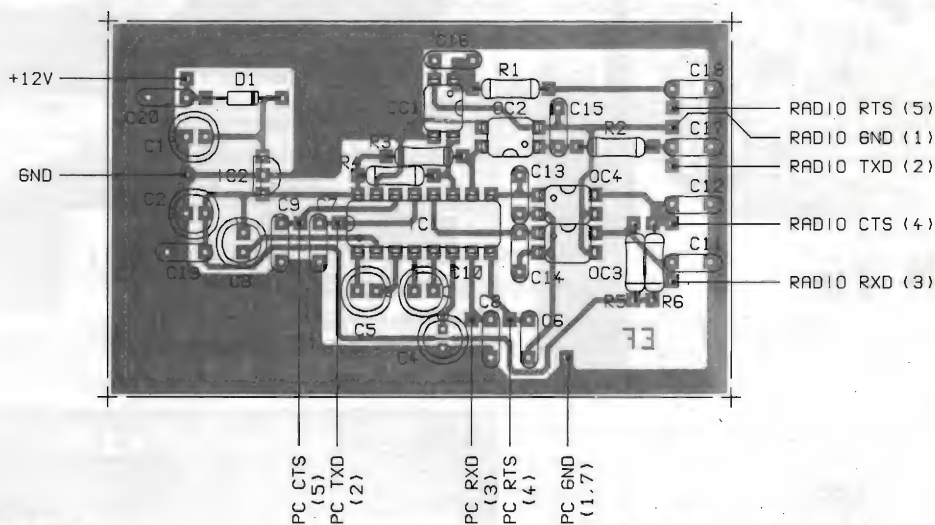 C16
+12V
D1
R1
C18
C20
OC1
OC2
C15
RADIO RTS (5)
C1
R2
C17
RADIO GND (1)
R3
RADIO TXD (2)
GND
IC2
R4
C13
OC4
C12
C2
C9
C7
RADIO CTS (4)
C11
C19
C3
C10
C14
OC3
RADIO RXD (3)
R5
R6
C5
C8
C6
C4
EF
PC CTS
(5)
PC TXD
(2)
PC RXD
(3)
PC RTS
(4)
PC GND
(1,7)